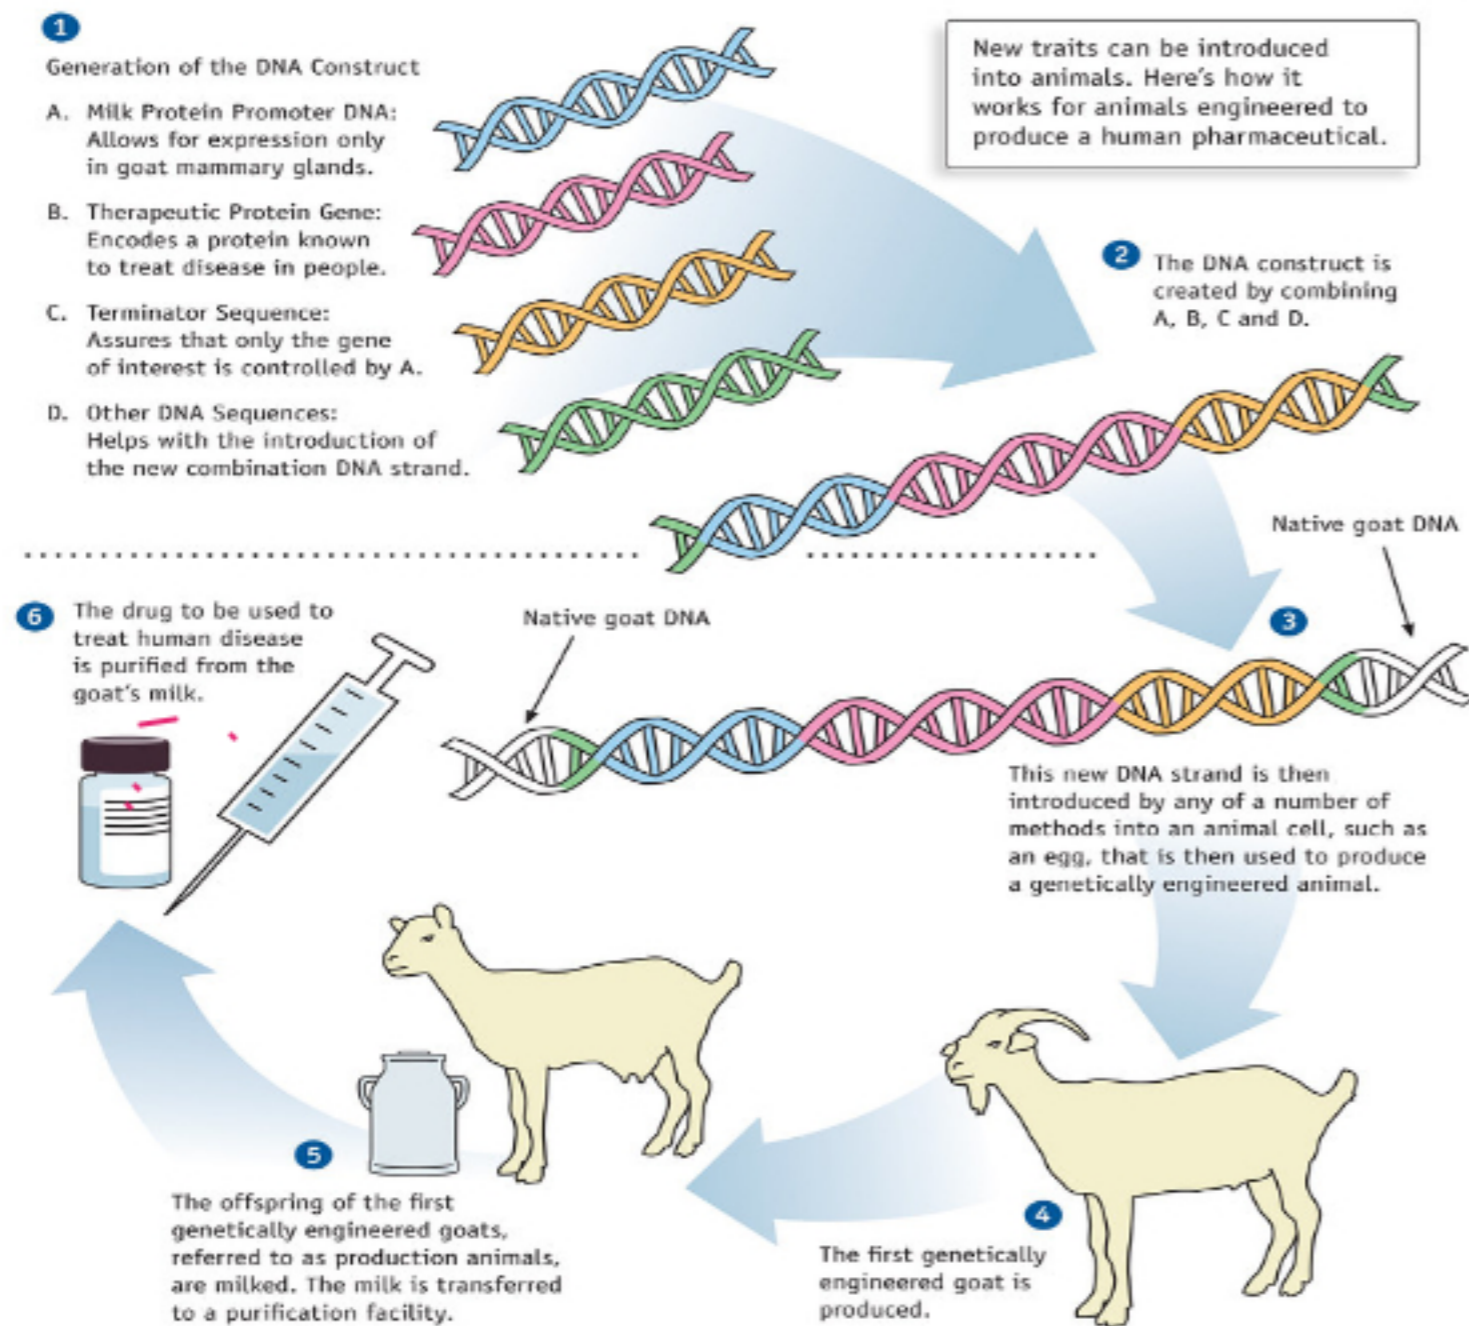 1
Generation of the DNA Construct
A. Milk Protein Promoter DNA:
Allows for expression only
in goat mammary glands.
B. Therapeutic Protein Gene:
Encodes a protein known
to treat disease in people.
C. Terminator Sequence:
Assures that only the gene
of interest is controlled by A.
D. Other DNA Sequences:
Helps with the introduction of
the new combination DNA strand.
New traits can be introduced
into animals. Here's how it
works for animals engineered to
produce a human pharmaceutical.
2
The DNA construct is
created by combining
A, B, C and D.
Native goat DNA
3
Native goat DNA
This new DNA strand is then
introduced by any of a number of
methods into an animal cell, such as
an egg, that is then used to produce
a genetically engineered animal.
4
The first genetically
engineered goat is
produced.
5
The offspring of the first
genetically engineered goats,
referred to as production animals,
are milked. The milk is transferred
to a purification facility.
6
The drug to be used to
treat human disease
is purified from the
goat's milk.